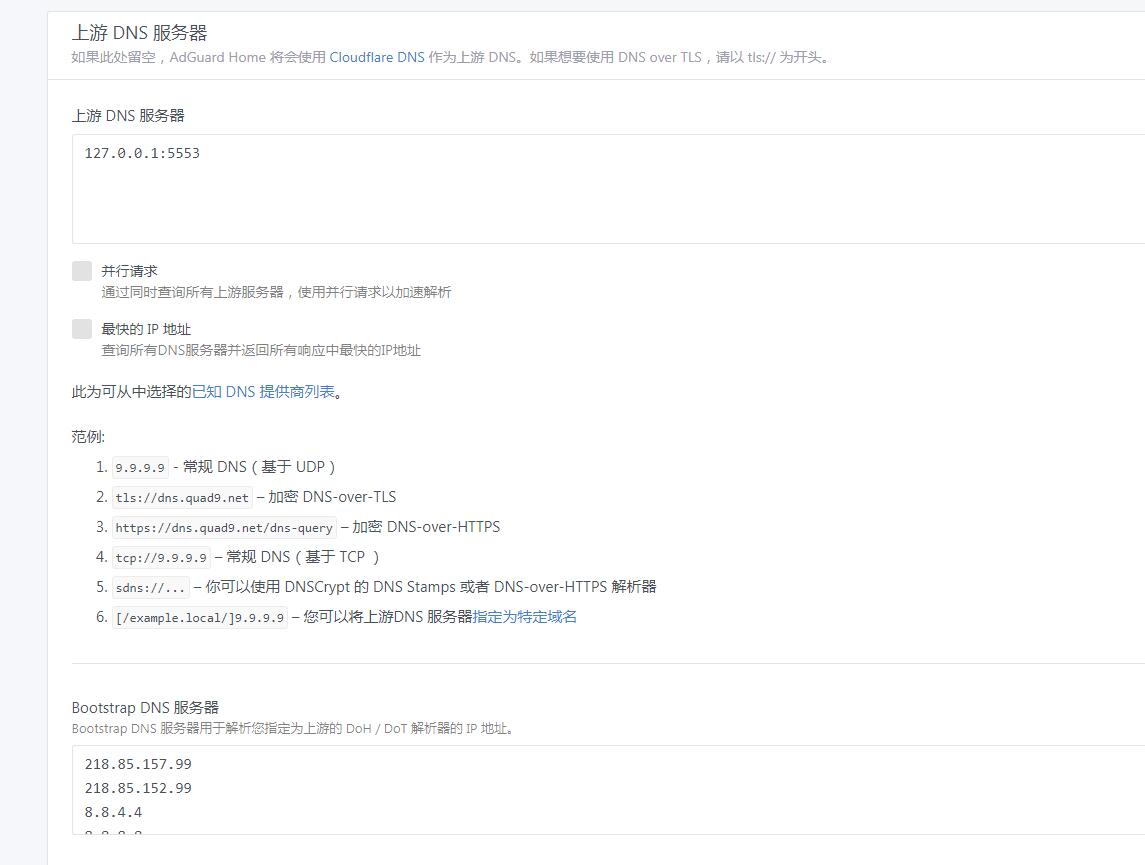 上游 DNS 服务器
如果此处留空，AdGuard Home 将会使用 Cloudflare DNS 作为上游 DNS。如果想要使用 DNS over TLS，请以 tls:// 为开头。
上游 DNS 服务器
127.0.0.1:5553
并行请求
通过同时查询所有上游服务器，使用并行请求以加速解析
最快的 IP 地址
查询所有DNS服务器并返回所有响应中最快的IP地址
此为可从中选择的已知 DNS 提供商列表。
范例:
1. 9.9.9.9 - 常规 DNS（基于 UDP）
2. tls://dns.quad9.net – 加密 DNS-over-TLS
3. https://dns.quad9.net/dns-query – 加密 DNS-over-HTTPS
4. tcp://9.9.9.9 – 常规 DNS（基于 TCP ）
5. sdns://... – 你可以使用 DNSCrypt 的 DNS Stamps 或者 DNS-over-HTTPS 解析器
6. [/example.local/]9.9.9.9 – 您可以将上游DNS 服务器指定为特定域名
Bootstrap DNS 服务器
Bootstrap DNS 服务器用于解析您指定为上游的 DoH / DoT 解析器的 IP 地址。
218.85.157.99
218.85.152.99
8.8.4.4